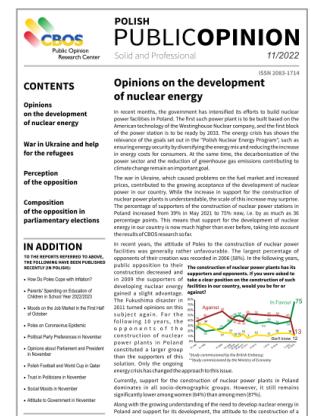 CBOS
Public Opinion
Research Center
POLISH
PUBLICOPINION
Solid and Professional
11/2022
ISSN 2083-1714
CONTENTS
Opinions
on the development
of nuclear energy
War in Ukraine and help
for the refugees
Perception
of the opposition
Composition
of the opposition in
parliamentary elections
IN ADDITION
TO THE REPORTS REFERRED TO ABOVE,
THE FOLLOWING HAVE BEEN PUBLISHED
RECENTLY (IN POLISH):
• How Do Poles Cope with Inflation?
• Parents' Spending on Education of
Children in School Year 2022/2023
• Moods on the Job Market in the First Half
of October
• Poles on Coronavirus Epidemic
• Political Party Preferences in November
• Opinions about Parliament and President
in November
• Polish Football and World Cup in Qatar
• Trust in Politicians in November
• Social Moods in November
• Attitude to Government in November
Opinions on the development
of nuclear energy
In recent months, the government has intensified its efforts to build nuclear
power facilities in Poland. The first such power plant is to be built based on the
American technology of the Westinghouse Nuclear company, and the first block
of the power station is to be ready by 2033. The energy crisis has shown the
relevance of the goals set out in the "Polish Nuclear Energy Program", such as
ensuring energy security by diversifying the energy mix and reducing the increase
in energy costs for consumers. At the same time, the decarbonisation of the
power sector and the reduction of greenhouse gas emissions contributing to
climate change remain an important goal.
The war in Ukraine, which caused problems on the fuel market and increased
prices, contributed to the growing acceptance of the development of nuclear
power in our country. While the increase in support for the construction of
nuclear power plants is understandable, the scale of this increase may surprise.
The percentage of supporters of the construction of nuclear power stations in
Poland increased from 39% in May 2021 to 75% now, i.e. by as much as 36
percentage points. This means that support for the development of nuclear
energy in our country is now much higher than ever before, taking into account
the results of CBOS research so far.
In recent years, the attitude of Poles to the construction of nuclear power
facilities was generally rather unfavourable. The largest percentage of
opponents of their creation was recorded in 2006 (58%). In the following years,
public objection to their
construction decreased and
in 2009 the supporters of
developing nuclear energy
gained a slight advantage.
The Fukushima disaster in
2011 turned opinions on this
subject again. For the
following 10 years, the
opponents of the
construction of nuclear
power plants in Poland
constituted a larger group
than the supporters of this
solution. Only the ongoing
energy crisis has changed the approach to this issue.
The construction of nuclear power plants has its
supporters and opponents. If you were asked to
take a clear position on the construction of such
facilities in our country, would you be for or
against?
Against
In favour
75
13
Don't know 12
*Study commissioned by the British Embassy
**Study commissioned by the Ministry of Economy
Currently, support for the construction of nuclear power plants in Poland
dominates in all socio-demographic groups. However, it still remains
significantly lower among women (64%) than among men (87%).
Along with the growing understanding of the need to develop nuclear energy in
Poland and support for its development, the attitude to the construction of a